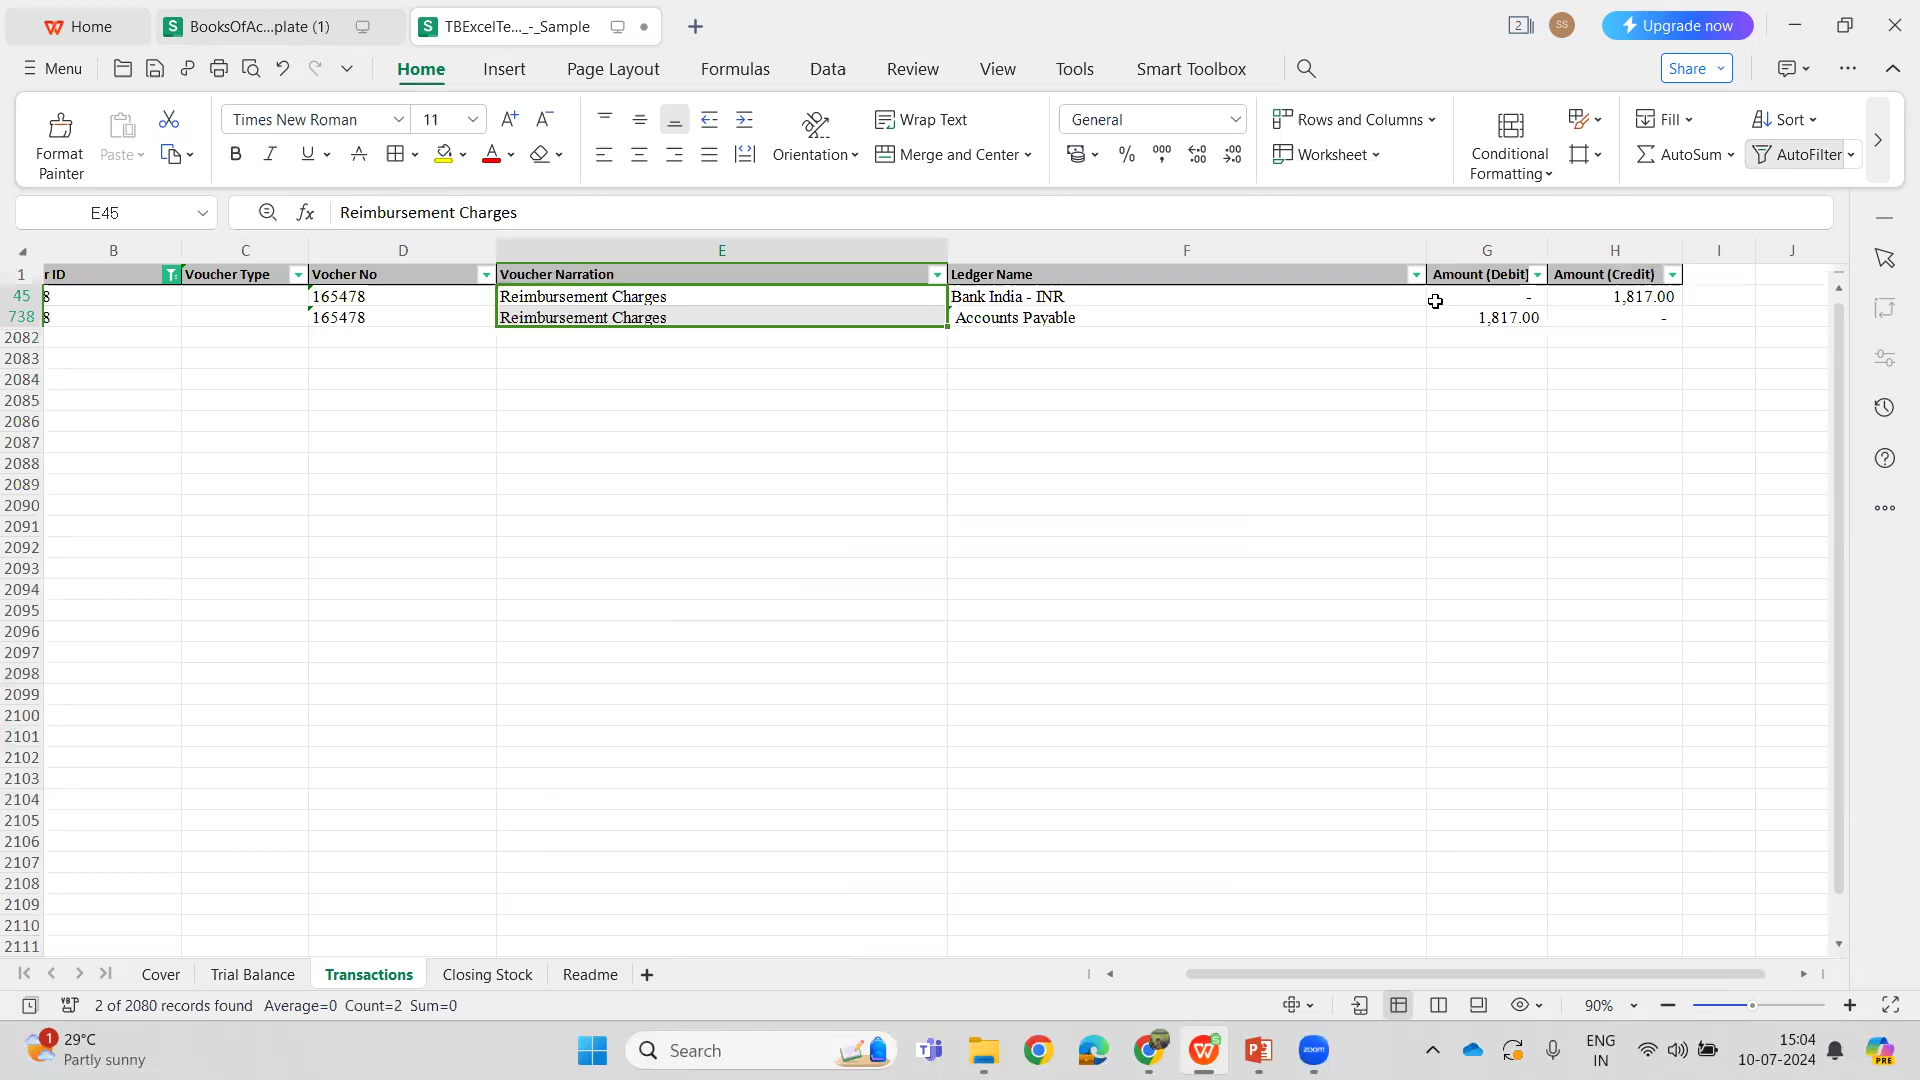 Home
BooksOfAc...plate (1)
TBExcelTe..._-_Sample
2
SS
Upgrade now
Menu
Home
Insert
Page Layout
Formulas
Data
Review
View
Tools
Smart Toolbox
Share
Format Painter
Paste
Times New Roman
11
Orientation
Wrap Text
Merge and Center
General
Rows and Columns
Worksheet
Conditional Formatting
Fill
AutoSum
Sort
AutoFilter
E45
fx
Reimbursement Charges
B C D E F G H I J
1 r ID Voucher Type Vocher No Voucher Narration Ledger Name Amount (Debit) Amount (Credit)
45 8 165478 Reimbursement Charges Bank India - INR - 1,817.00
738 8 165478 Reimbursement Charges Accounts Payable 1,817.00 -
2082
2083
2084
2085
2086
2087
2088
2089
2090
2091
2092
2093
2094
2095
2096
2097
2098
2099
2100
2101
2102
2103
2104
2105
2106
2107
2108
2109
2110
2111
Cover
Trial Balance
Transactions
Closing Stock
Readme
2 of 2080 records found Average=0 Count=2 Sum=0
90%
1
29°C
Partly sunny
Search
zoom
ENG
IN
15:04
10-07-2024
PRE